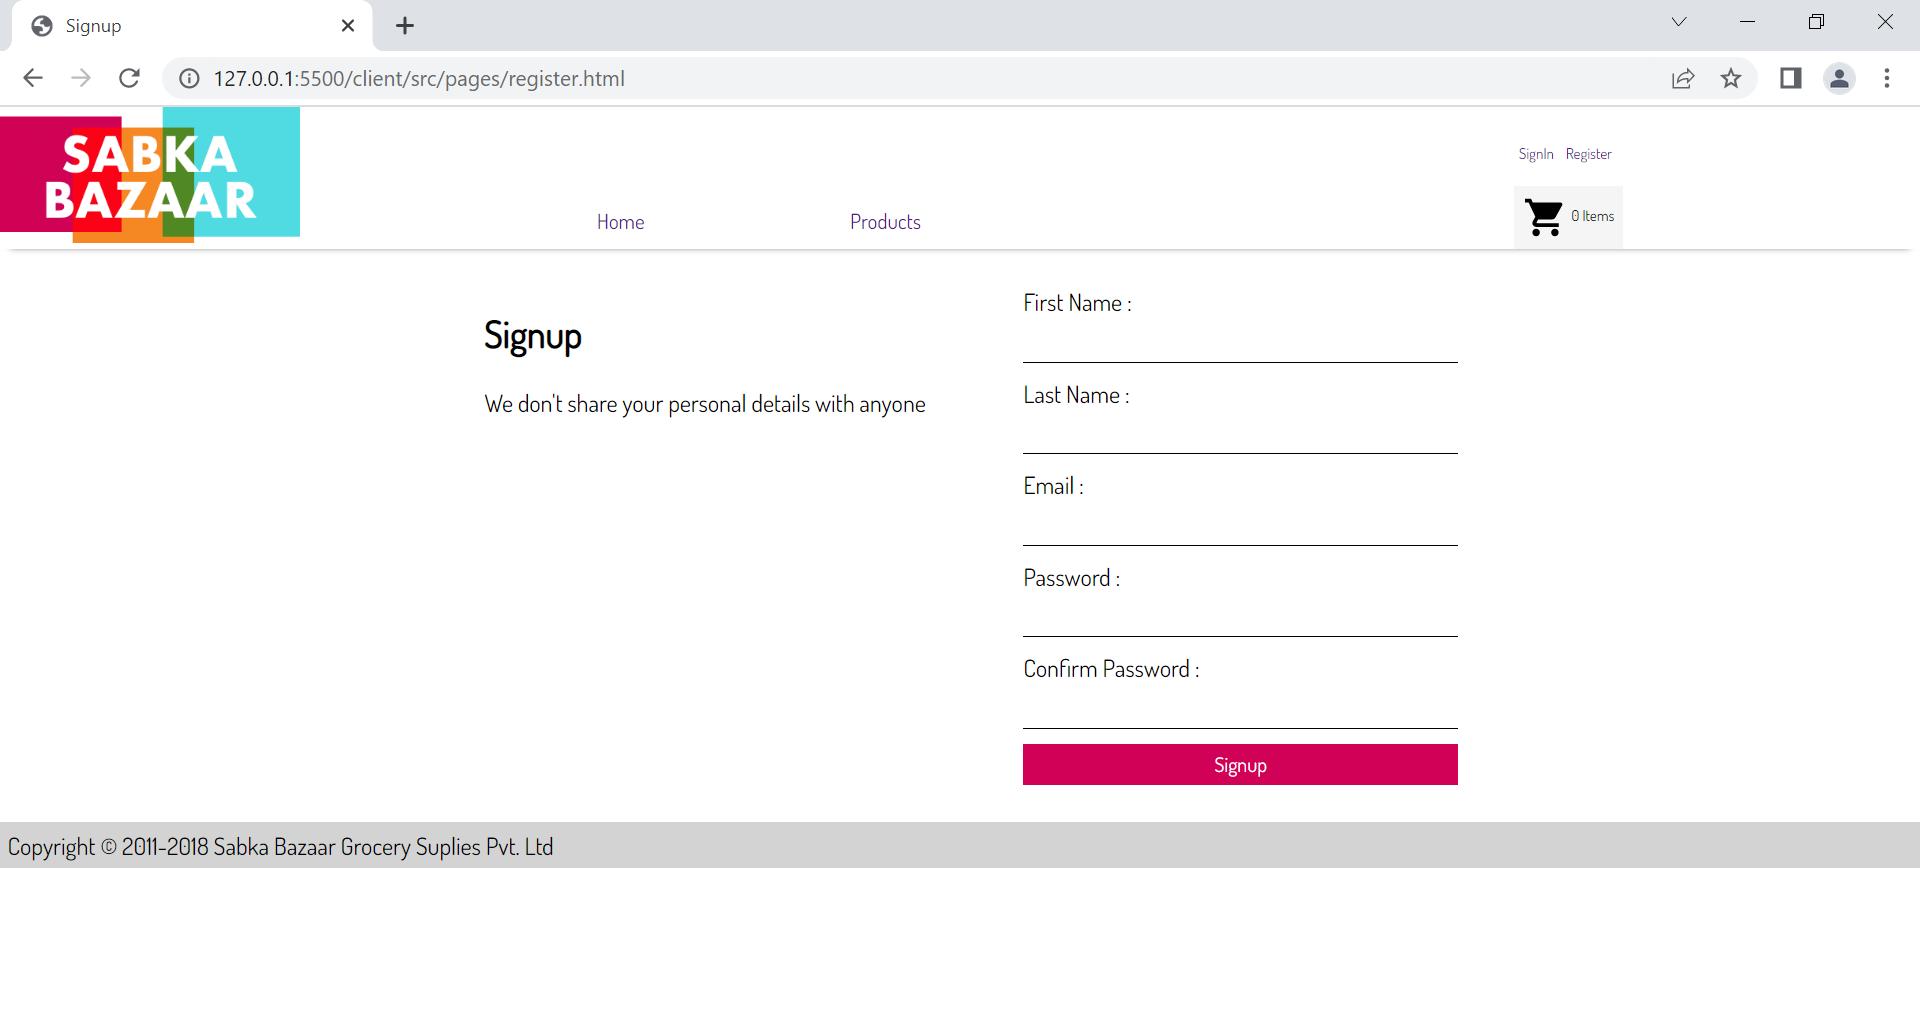 Signup
127.0.0.1:5500/client/src/pages/register.html
SABKA
BAZAAR
SignIn Register
Home Products
0 Items
Signup
We don't share your personal details with anyone
First Name :
Last Name :
Email :
Password :
Confirm Password :
Signup
Copyright © 2011-2018 Sabka Bazaar Grocery Suplies Pvt. Ltd